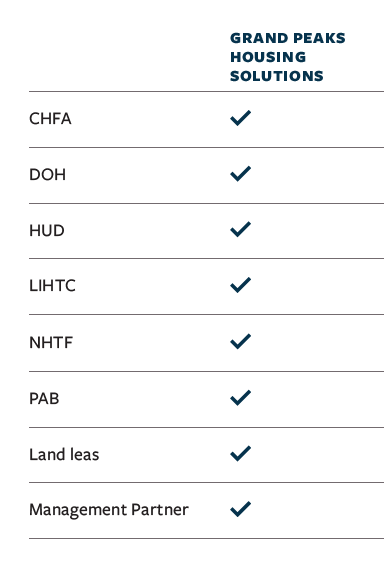 GRAND PEAKS
HOUSING
SOLUTIONS
CHFA ✓
DOH ✓
HUD ✓
LIHTC ✓
NHTF ✓
PAB ✓
Land leas ✓
Management Partner ✓